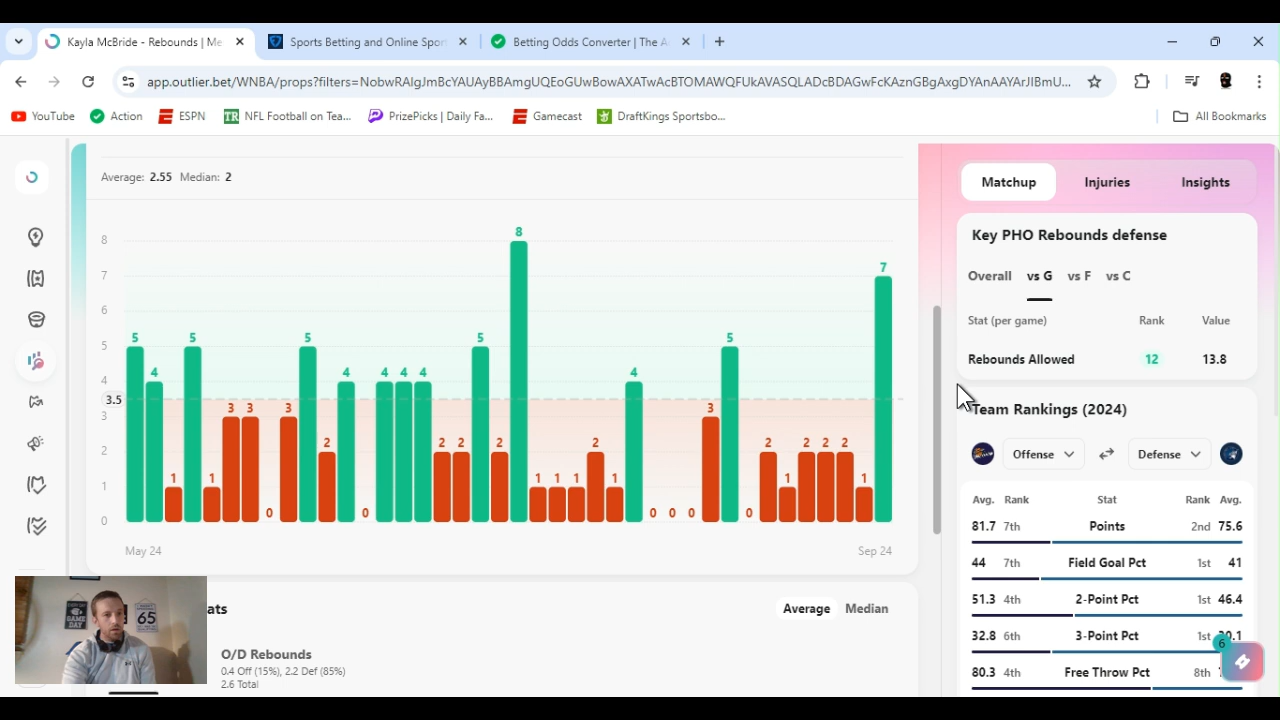 Kayla McBride - Rebounds | Me
Sports Betting and Online Spor
Betting Odds Converter | The A
app.outlier.bet/WNBA/props?filters=NobwRAIgJmBcYAUAyBBAmgUQEoGUwBowAXATwAcBTOMAWQFUkAVASQLADcBDAGwFcKAznGBgAxgDYAnAAYArJIBmU...
YouTube
Action
ESPN
NFL Football on Tea...
PrizePicks | Daily Fa...
Gamecast
DraftKings Sportsbo...
All Bookmarks
Average: 2.55 Median: 2
8
7
6
5
4
3.5
3
2
1
0
5 4 1 5 1 3 3 0 3 5 2 4 0 4 4 4 2 2 5 2 8 1 1 1 2 1 4 0 0 0 3 5 0 2 1 2 2 2 1 7
May 24
Sep 24
ats
Average
Median
O/D Rebounds
0.4 Off (15%), 2.2 Def (85%)
2.6 Total
GAME
DAY
65
Matchup
Injuries
Insights
Key PHO Rebounds defense
Overall vs G vs F vs C
Stat (per game) Rank Value
Rebounds Allowed 12 13.8
Team Rankings (2024)
Offense
Defense
Avg. Rank Stat Rank Avg.
81.7 7th Points 2nd 75.6
44 7th Field Goal Pct 1st 41
51.3 4th 2-Point Pct 1st 46.4
32.8 6th 3-Point Pct 1st
6
80.3 4th Free Throw Pct 8th